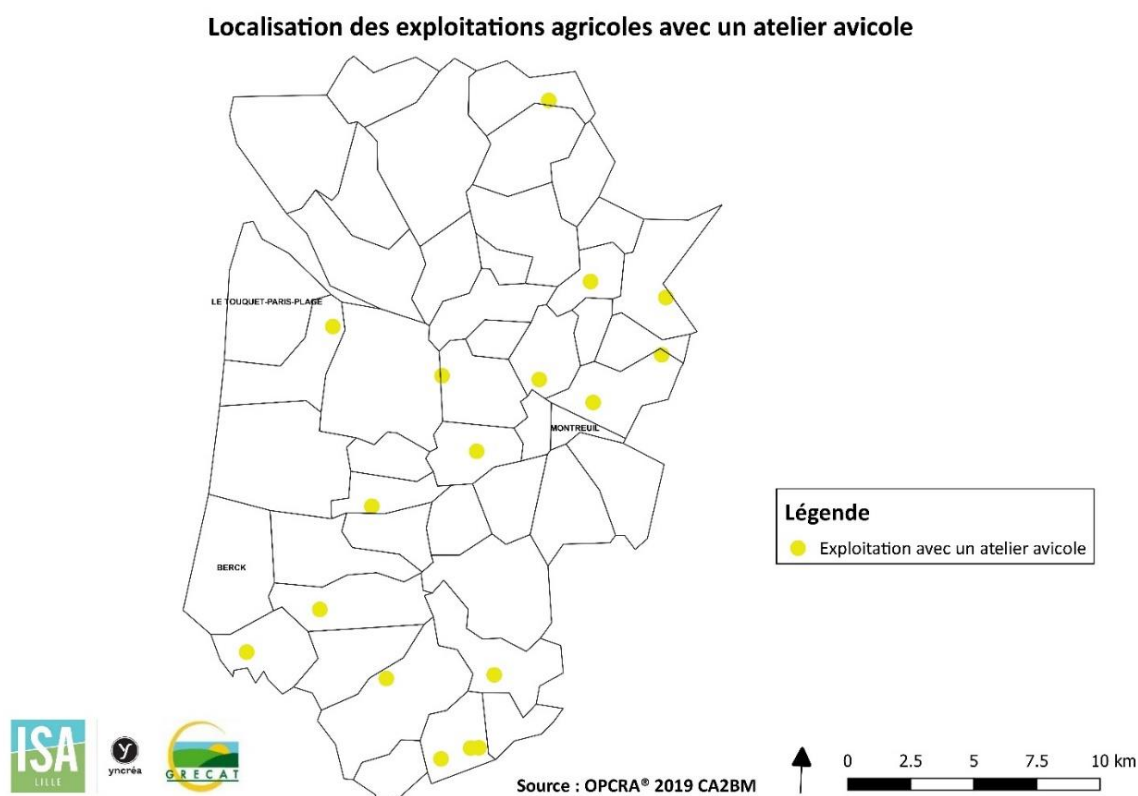 Localisation des exploitations agricoles avec un atelier avicole
LE TOUQUET-PARIS-PLAGE
MONTREUIL
BERCK
Légende
Exploitation avec un atelier avicole
ISA
LILLE
yncréa
GRECAT
Source : OPCRA® 2019 CA2BM
0 2.5 5 7.5 10 km